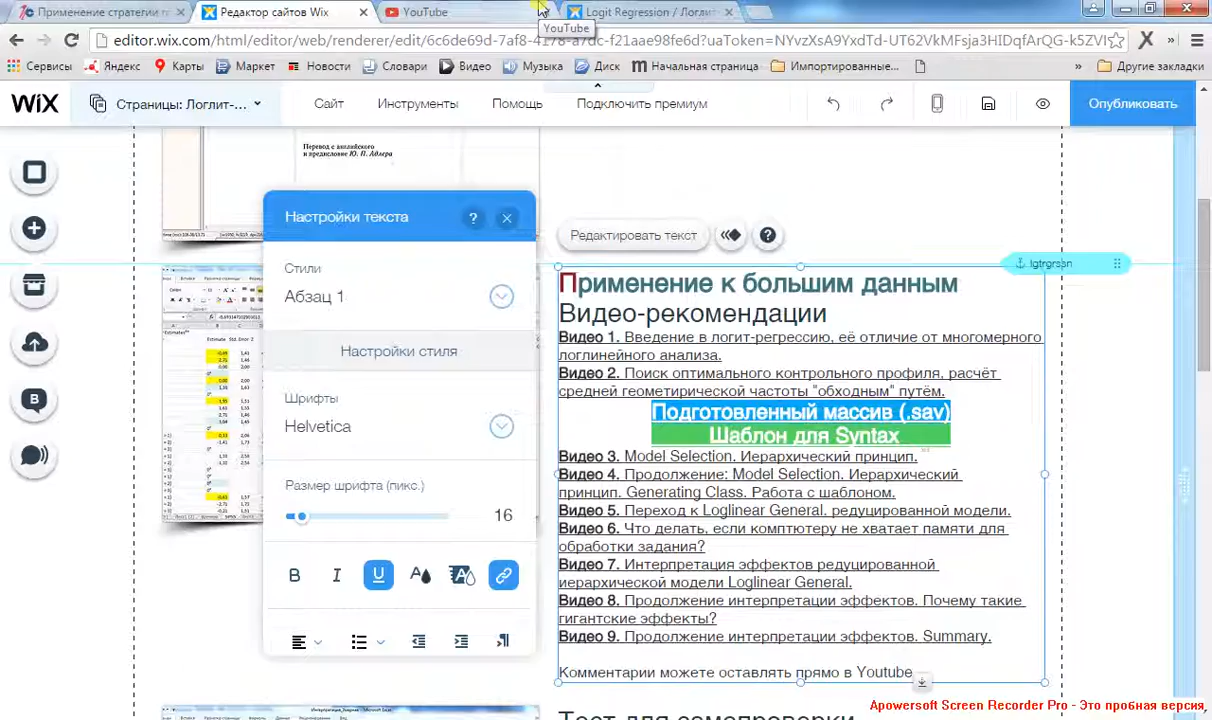 Применение стратегии п
Редактор сайтов Wix
YouTube
Logit Regression / Логлит
YouTube
editor.wix.com/html/editor/web/renderer/edit/6c6de69d-7af8-4178-a7dc-f21aae98fe6d?uaToken=NYvzXsA9YxdTd-UT62VkMFsja3HIDqfArQG-k5ZVI
Сервисы
Яндекс
Карты
Маркет
Новости
Словари
Видео
Музыка
Диск
Начальная страница
Импортированные...
»
Другие закладки
WiX
Страницы: Логлит-...
Сайт
Инструменты
Помощь
Подключить премиум
Опубликовать
Перевод с английского
и предисловие Ю. П. Адлера
Настройки текста
?
Стили
Абзац 1
Настройки стиля
Шрифты
Helvetica
Размер шрифта (пикс.)
16
B I U
Редактировать текст
?
lgtrgrssn
Применение к большим данным
Видео-рекомендации
Видео 1. Введение в логит-регрессию, её отличие от многомерного
логлинейного анализа.
Видео 2. Поиск оптимального контрольного профиля, расчёт
средней геометирической частоты "обходным" путём.
Подготовленный массив (.sav)
Шаблон для Syntax
Видео 3. Model Selection. Иерархический принцип.
Видео 4. Продолжение: Model Selection. Иерархический
принцип. Generating Class. Работа с шаблоном.
Видео 5. Переход к Loglinear General, редуцированной модели.
Видео 6. Что делать, если комптютеру не хватает памяти для
обработки задания?
Видео 7. Интерпретация эффектов редуцированной
иерархической модели Loglinear General.
Видео 8. Продолжение интерпретации эффектов. Почему такие
гигантские эффекты?
Видео 9. Продолжение интерпретации эффектов. Summary.
Комментарии можете оставлять прямо в Youtube
Тест для самопроверки
Apowersoft Screen Recorder Pro - Это пробная версия,